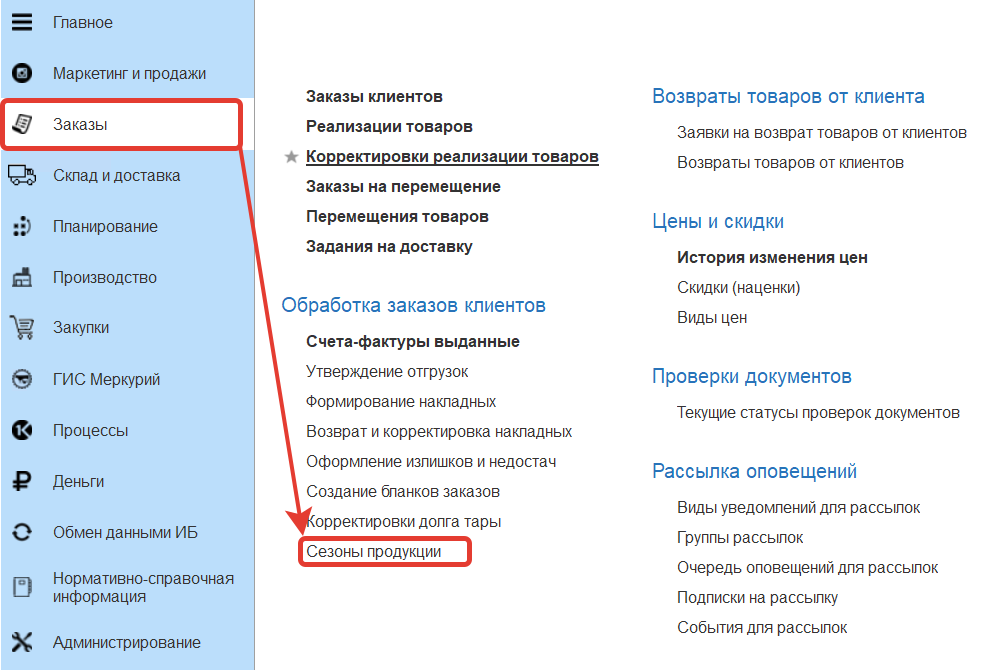 Главное
Маркетинг и продажи
Заказы
Склад и доставка
Планирование
Производство
Закупки
ГИС Меркурий
Процессы
Деньги
Обмен данными ИБ
Нормативно-справочная
информация
Администрирование
Заказы клиентов
Реализации товаров
Корректировки реализации товаров
Заказы на перемещение
Перемещения товаров
Задания на доставку
Обработка заказов клиентов
Счета-фактуры выданные
Утверждение отгрузок
Формирование накладных
Возврат и корректировка накладных
Оформление излишков и недостач
Создание бланков заказов
Корректировки долга тары
Сезоны продукции
Возвраты товаров от клиента
Заявки на возврат товаров от клиентов
Возвраты товаров от клиентов
Цены и скидки
История изменения цен
Скидки (наценки)
Виды цен
Проверки документов
Текущие статусы проверок документов
Рассылка оповещений
Виды уведомлений для рассылок
Группы рассылок
Очередь оповещений для рассылок
Подписки на рассылку
События для рассылок